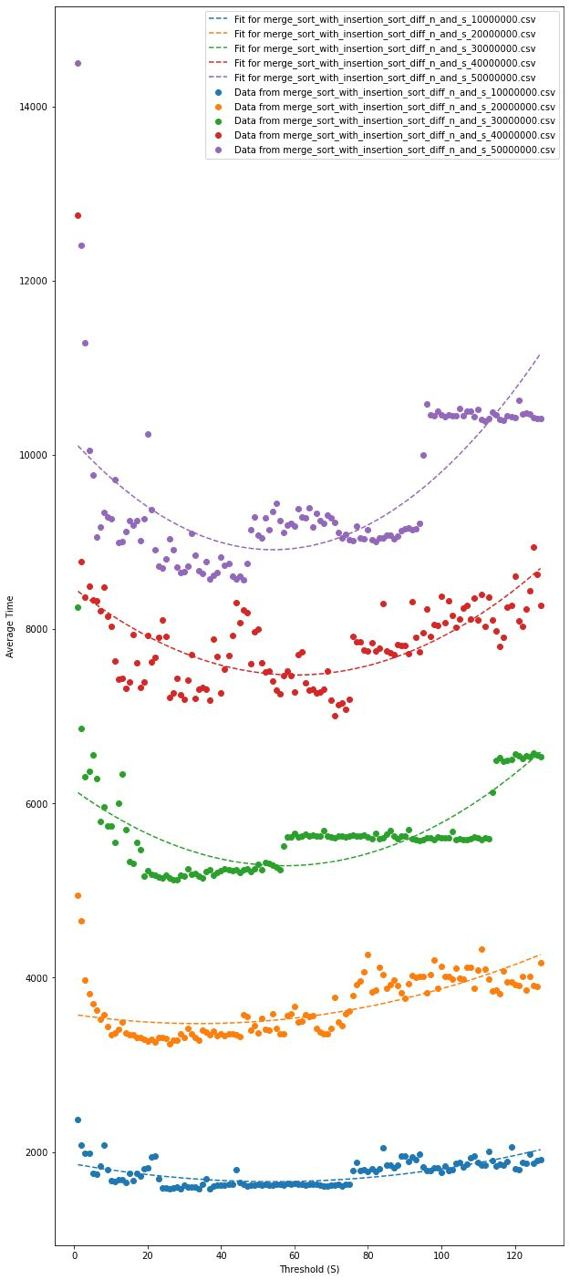 Fit for merge_sort_with_insertion_sort_diff_n_and_s_10000000.csv
Fit for merge_sort_with_insertion_sort_diff_n_and_s_20000000.csv
Fit for merge_sort_with_insertion_sort_diff_n_and_s_30000000.csv
Fit for merge_sort_with_insertion_sort_diff_n_and_s_40000000.csv
Fit for merge_sort_with_insertion_sort_diff_n_and_s_50000000.csv
Data from merge_sort_with_insertion_sort_diff_n_and_s_10000000.csv
Data from merge_sort_with_insertion_sort_diff_n_and_s_20000000.csv
Data from merge_sort_with_insertion_sort_diff_n_and_s_30000000.csv
Data from merge_sort_with_insertion_sort_diff_n_and_s_40000000.csv
Data from merge_sort_with_insertion_sort_diff_n_and_s_50000000.csv
14000
12000
10000
8000
6000
4000
2000
Average Time
0 20 40 60 80 100 120
Threshold (S)